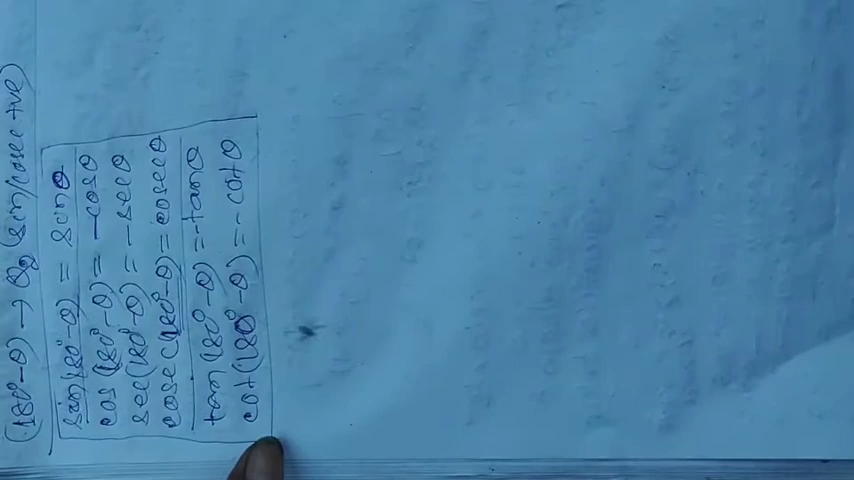 (180°-θ) → Q2 (sin/cosec +ve)
sin(180°-θ) = sinθ
cos(180°-θ) = -cosθ
sec(180°-θ) = -secθ
cosec(180°-θ) = cosecθ
tan(180°-θ) = -tanθ
cot(180°-θ) = -cotθ